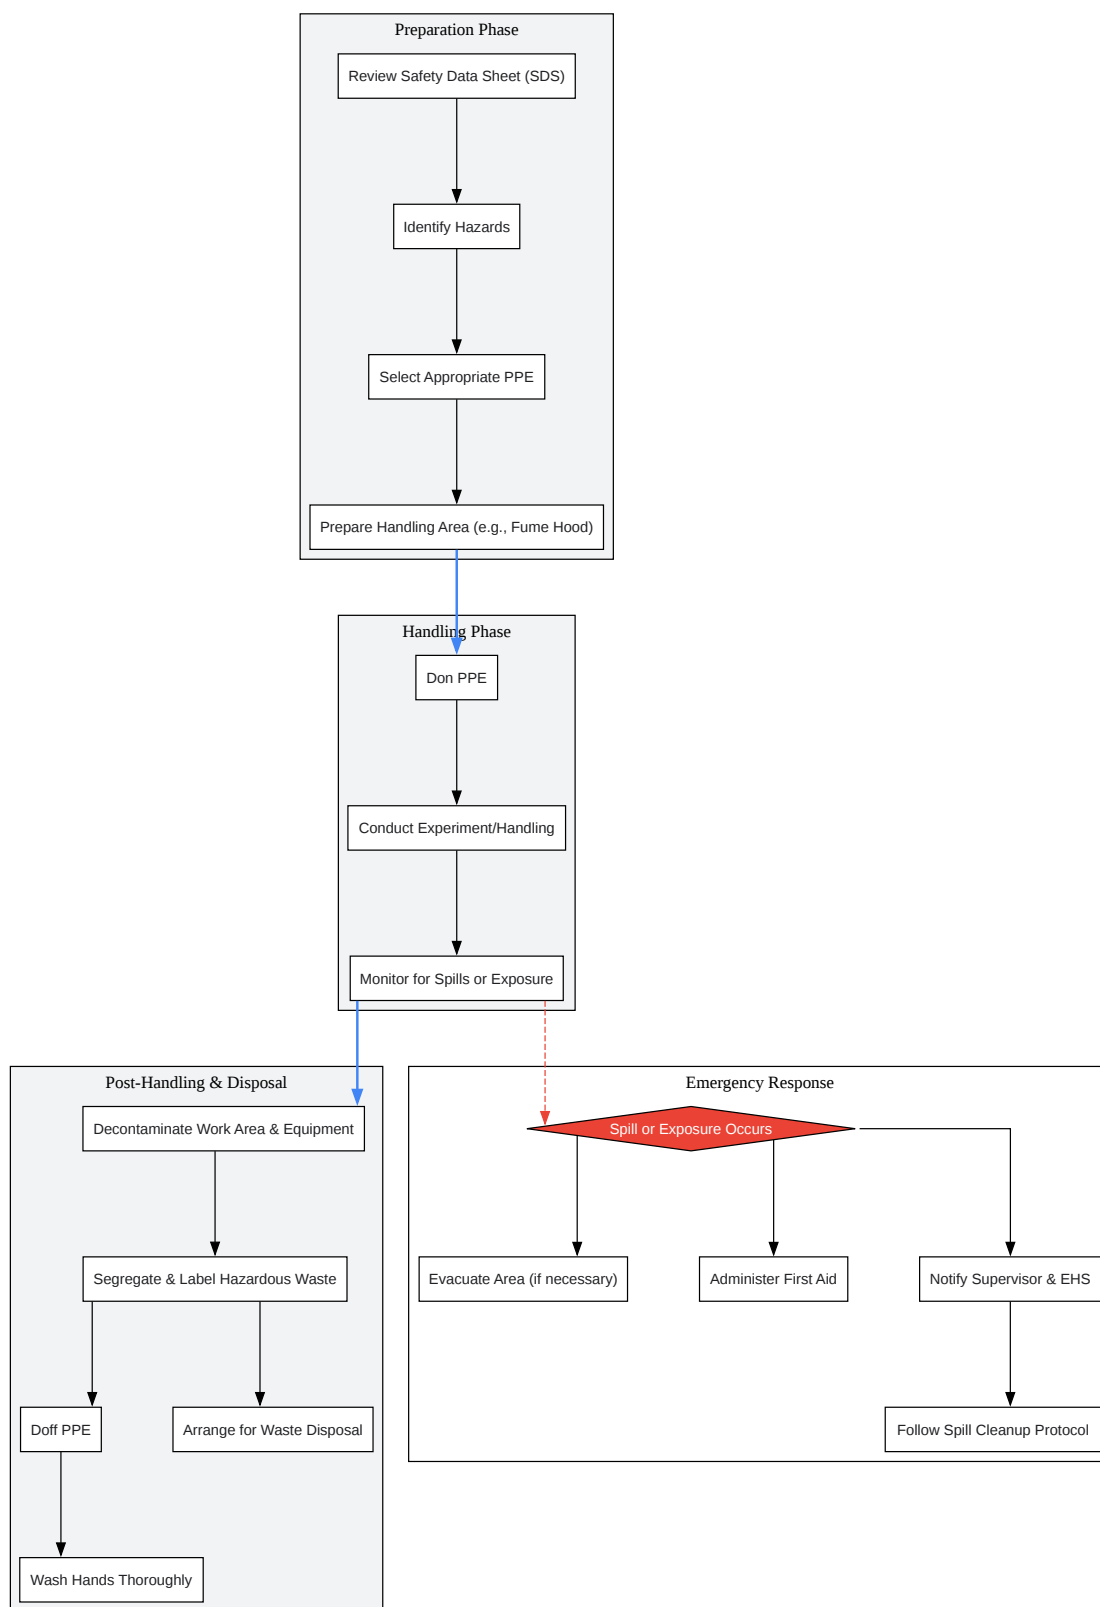 Preparation Phase
Review Safety Data Sheet (SDS)
Identify Hazards
Select Appropriate PPE
Prepare Handling Area (e.g., Fume Hood)
Handling Phase
Don PPE
Conduct Experiment/Handling
Monitor for Spills or Exposure
Post-Handling & Disposal
Decontaminate Work Area & Equipment
Segregate & Label Hazardous Waste
Doff PPE
Arrange for Waste Disposal
Wash Hands Thoroughly
Emergency Response
Spill or Exposure Occurs
Evacuate Area (if necessary)
Administer First Aid
Notify Supervisor & EHS
Follow Spill Cleanup Protocol